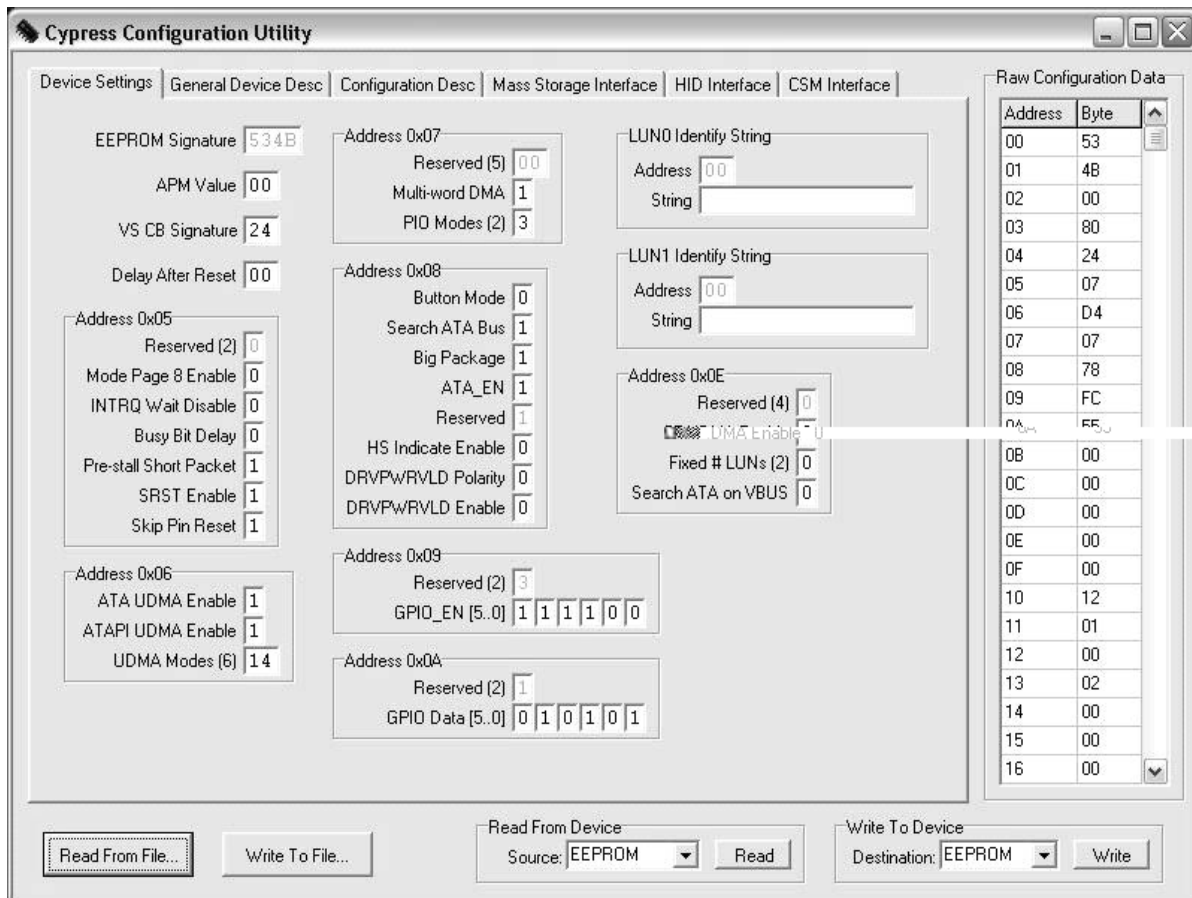 Cypress Configuration Utility
Device Settings
General Device Desc
Configuration Desc
Mass Storage Interface
HID Interface
CSM Interface
EEPROM Signature 534B
APM Value 00
VS CB Signature 24
Delay After Reset 00
Address 0x05
Reserved (2) 0
Mode Page 8 Enable 0
INTRQ Wait Disable 0
Busy Bit Delay 0
Pre-stall Short Packet 1
SRST Enable 1
Skip Pin Reset 1
Address 0x06
ATA UDMA Enable 1
ATAPI UDMA Enable 1
UDMA Modes (6) 14
Address 0x07
Reserved (5) 00
Multi-word DMA 1
PIO Modes (2) 3
Address 0x08
Button Mode 0
Search ATA Bus 1
Big Package 1
ATA_EN 1
Reserved 1
HS Indicate Enable 0
DRVPWRVLD Polarity 0
DRVPWRVLD Enable 0
Address 0x09
Reserved (2) 3
GPIO_EN [5..0] 1 1 1 1 0 0
Address 0x0A
Reserved (2) 1
GPIO Data [5..0] 0 1 0 1 0 1
LUN0 Identify String
Address 00
String
LUN1 Identify String
Address 00
String
Address 0x0E
Reserved (4) 0
DMA Enable 0
Fixed # LUNs (2) 0
Search ATA on VBUS 0
Raw Configuration Data
Address Byte
00 53
01 4B
02 00
03 80
04 24
05 07
06 D4
07 07
08 78
09 FC
0A
0B 00
0C 00
0D 00
0E 00
0F 00
10 12
11 01
12 00
13 02
14 00
15 00
16 00
Read From File...
Write To File...
Read From Device
Source: EEPROM
Read
Write To Device
Destination: EEPROM
Write